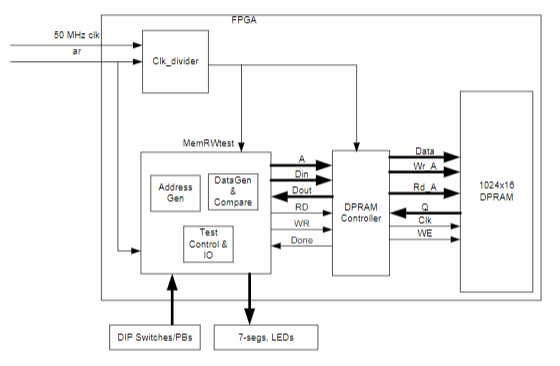 FPGA
50 MHz clk
ar
Clk_divider
MemRWtest
Address
Gen
DataGen
&
Compare
Test
Control &
IO
A
Din
Dout
RD
WR
Done
DPRAM
Controller
Data
Wr_A
Rd_A
Q
Clk
WE
1024x16
DPRAM
DIP Switches/PBs
7-segs, LEDs